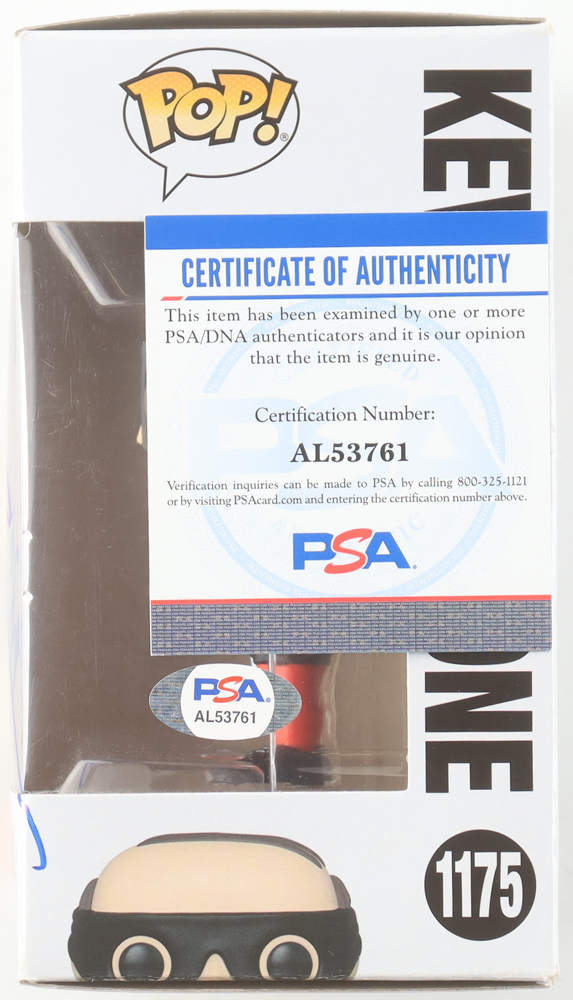 POP!
®
KE
CERTIFICATE OF AUTHENTICITY
This item has been examined by one or more
PSA/DNA authenticators and it is our opinion
that the item is genuine.
Certification Number:
AL53761
Verification inquiries can be made to PSA by calling 800-325-1121
or by visiting PSAcard.com and entering the certification number above.
PSA.
PSA.
AL53761
ONE
1175